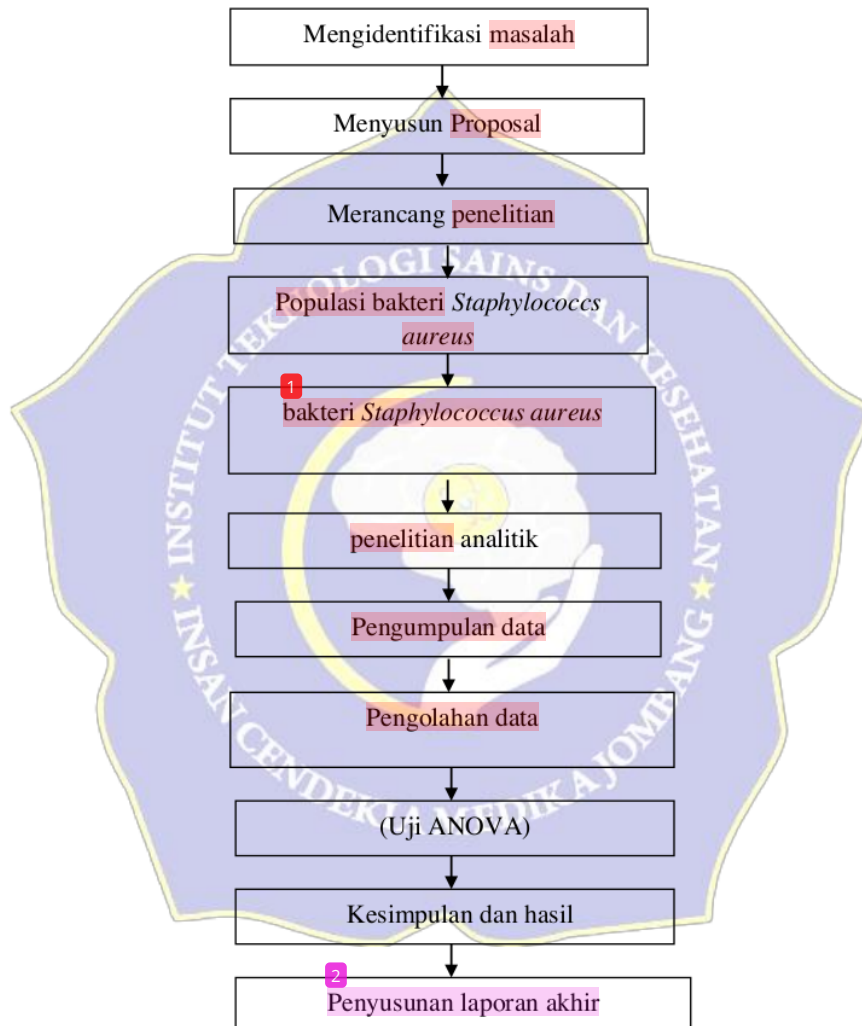 Mengidentifikasi masalah
Menyusun Proposal
Merancang penelitian
Populasi bakteri Staphylococcs
aureus
1
bakteri Staphylococcus aureus
penelitian analitik
Pengumpulan data
Pengolahan data
(Uji ANOVA)
Kesimpulan dan hasil
2
Penyusunan laporan akhir
INSTITUT TEKNOLOGI SAINS DAN KESEHATAN
INSAN CENDEKIA MEDIKA JOMBANG